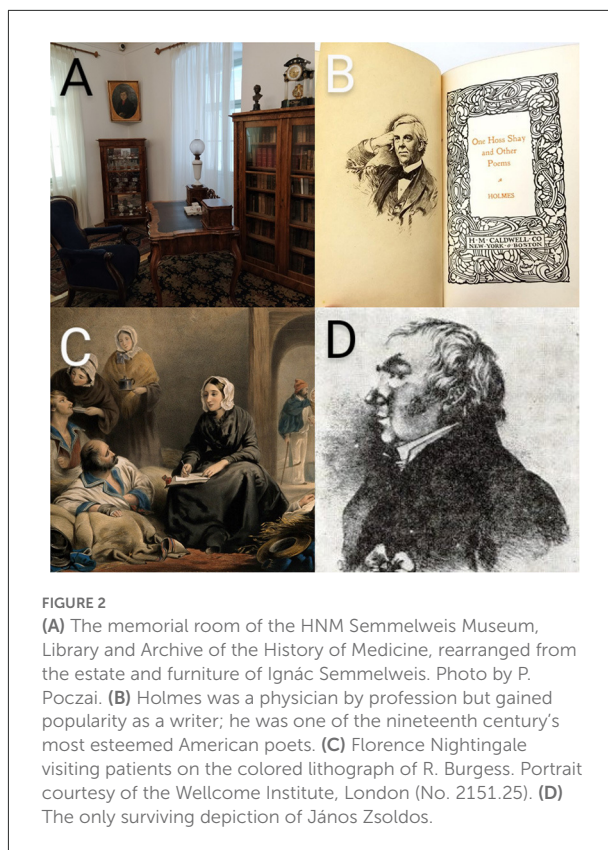 A
B
One Hoss Shay
and Other
Poems
HOLMES
H·M·CALDWELL·CO
NEW·YORK & BOSTON
C
D
FIGURE 2
(A) The memorial room of the HNM Semmelweis Museum,
Library and Archive of the History of Medicine, rearranged from
the estate and furniture of Ignác Semmelweis. Photo by P.
Poczai. (B) Holmes was a physician by profession but gained
popularity as a writer; he was one of the nineteenth century's
most esteemed American poets. (C) Florence Nightingale
visiting patients on the colored lithograph of R. Burgess. Portrait
courtesy of the Wellcome Institute, London (No. 2151.25). (D)
The only surviving depiction of János Zsoldos.